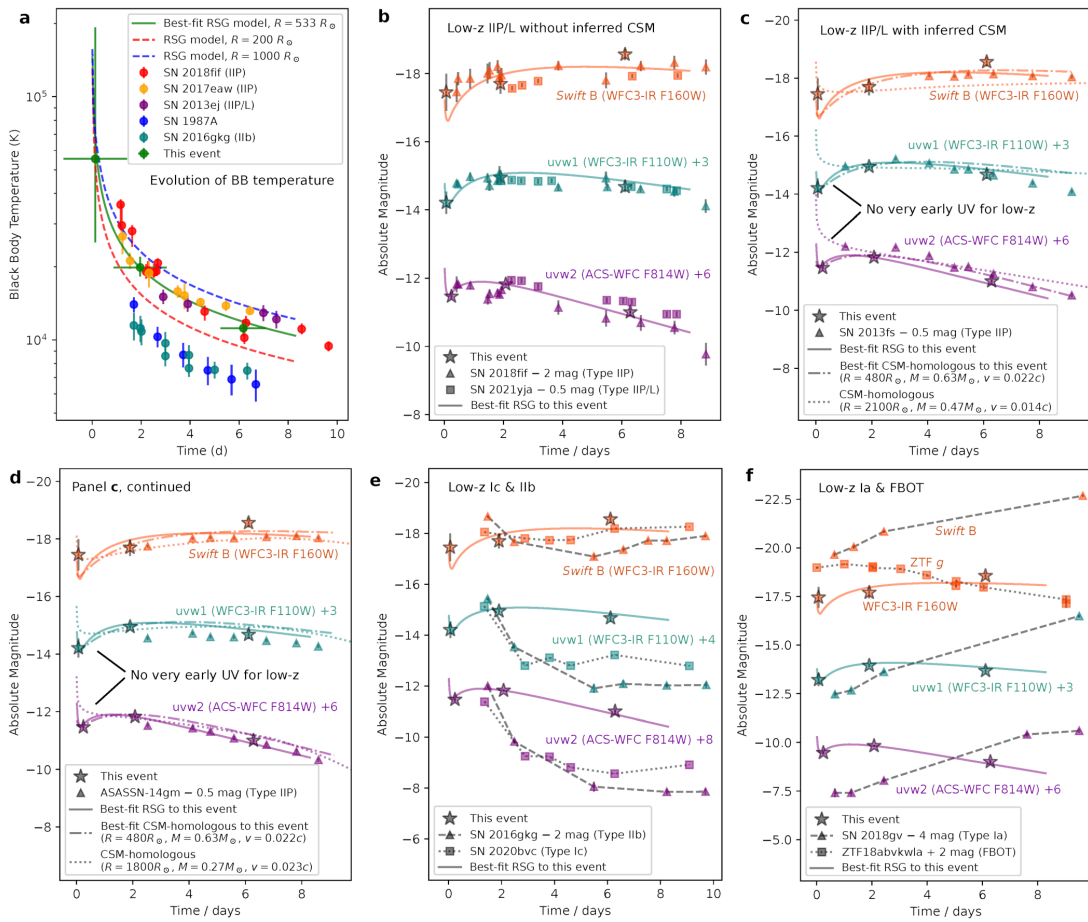 a
Best-fit RSG model, R = 533 R⊙
RSG model, R = 200 R⊙
RSG model, R = 1000 R⊙
SN 2018fif (IIP)
SN 2017eaw (IIP)
SN 2013ej (IIP/L)
SN 1987A
SN 2016gkg (IIb)
This event
Evolution of BB temperature
Black Body Temperature (K)
10⁵
10⁴
0 2 4 6 8 10
Time (d)
b
Low-z IIP/L without inferred CSM
Swift B (WFC3-IR F160W)
uvw1 (WFC3-IR F110W) +3
uvw2 (ACS-WFC F814W) +6
This event
SN 2018fif − 2 mag (Type IIP)
SN 2021yja − 0.5 mag (Type IIP/L)
Best-fit RSG to this event
Absolute Magnitude
−18
−16
−14
−12
−10
−8
0 2 4 6 8
Time / days
c
Low-z IIP/L with inferred CSM
Swift B (WFC3-IR F160W)
uvw1 (WFC3-IR F110W) +3
No very early UV for low-z
uvw2 (ACS-WFC F814W) +6
This event
SN 2013fs − 0.5 mag (Type IIP)
Best-fit RSG to this event
Best-fit CSM-homologous to this event
(R = 480R⊙, M = 0.63M⊙, v = 0.022c)
CSM-homologous
(R = 2100R⊙, M = 0.47M⊙, v = 0.014c)
Absolute Magnitude
−20
−18
−16
−14
−12
−10
−8
0 2 4 6 8
Time / days
d
Panel c, continued
Swift B (WFC3-IR F160W)
uvw1 (WFC3-IR F110W) +3
No very early UV for low-z
uvw2 (ACS-WFC F814W) +6
This event
ASASSN-14gm − 0.5 mag (Type IIP)
Best-fit RSG to this event
Best-fit CSM-homologous to this event
(R = 480R⊙, M = 0.63M⊙, v = 0.022c)
CSM-homologous
(R = 1800R⊙, M = 0.27M⊙, v = 0.023c)
Absolute Magnitude
−20
−18
−16
−14
−12
−10
−8
0 2 4 6 8
Time / days
e
Low-z Ic & IIb
Swift B (WFC3-IR F160W)
uvw1 (WFC3-IR F110W) +4
uvw2 (ACS-WFC F814W) +8
This event
SN 2016gkg − 2 mag (Type IIb)
SN 2020bvc (Type Ic)
Best-fit RSG to this event
Absolute Magnitude
−20
−18
−16
−14
−12
−10
−8
−6
0 2 4 6 8 10
Time / days
f
Low-z Ia & FBOT
Swift B
ZTF g
WFC3-IR F160W
uvw1 (WFC3-IR F110W) +3
uvw2 (ACS-WFC F814W) +6
This event
SN 2018gv − 4 mag (Type Ia)
ZTF18abvkwla + 2 mag (FBOT)
Best-fit RSG to this event
Absolute Magnitude
−22.5
−20.0
−17.5
−15.0
−12.5
−10.0
−7.5
−5.0
0 2 4 6 8
Time / days